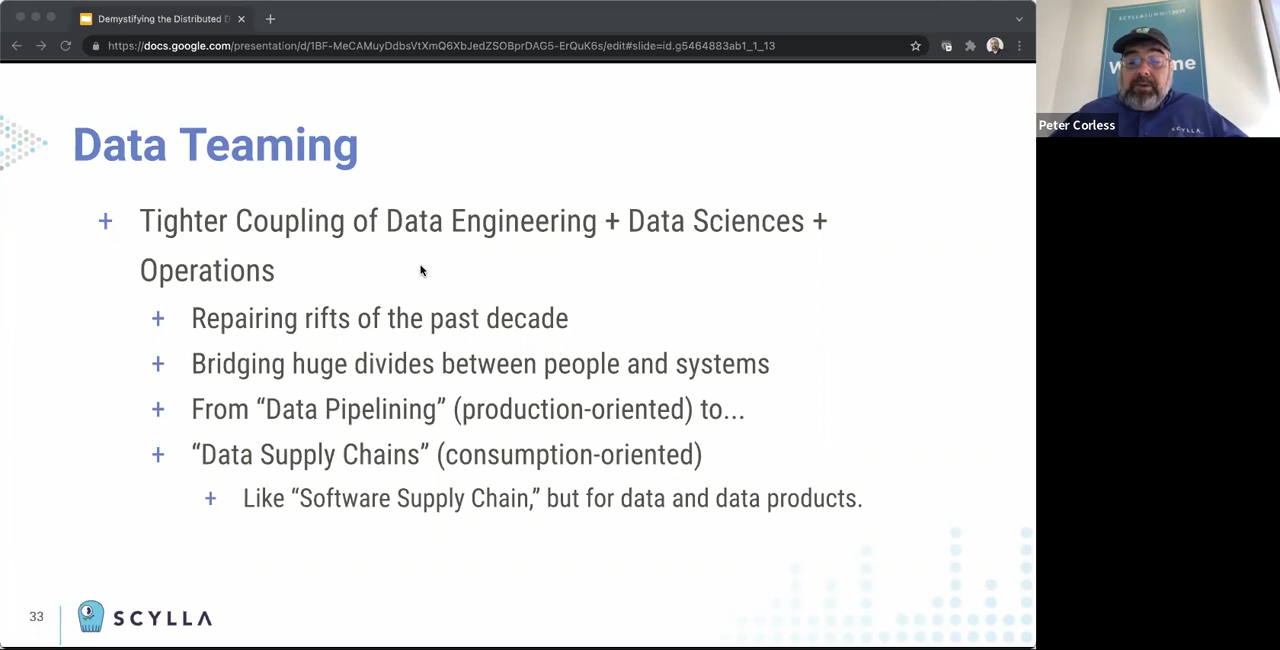 Demystifying the Distributed D
https://docs.google.com/presentation/d/1BF-MeCAMuyDdbsVtXmQ6XbJedZSOBprDAG5-ErQuK6s/edit#slide=id.g5464883ab1_1_13
SCYLLASUMMIT
Peter Corless
SCYLLA
Data Teaming
+ Tighter Coupling of Data Engineering + Data Sciences +
Operations
+ Repairing rifts of the past decade
+ Bridging huge divides between people and systems
+ From “Data Pipelining” (production-oriented) to...
+ “Data Supply Chains” (consumption-oriented)
+ Like “Software Supply Chain,” but for data and data products.
33
SCYLLA